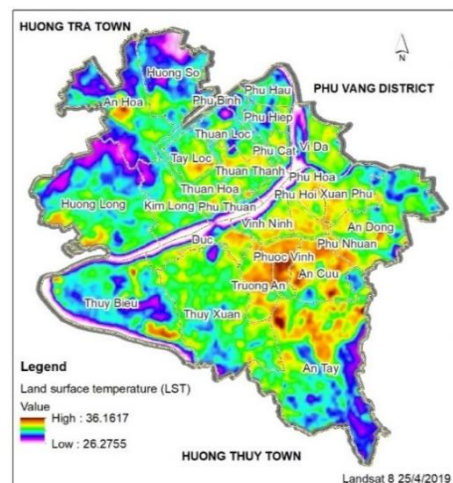 HUONG TRA TOWN
N
Huong So
An Hoa
Phu Binh
Phu Hau
PHU VANG DISTRICT
Phu Hiep
Thuan Loc
Phu Cat
Vi Da
Tay Loc
Thuan Thanh
Phu Hoa
Thuan Hoa
Phu Hoi Xuan Phu
Huong Long
Kim Long
Phu Thuan
An Dong
Vinh Ninh
Phu Nhuan
Duc
Phuoc Vinh
An Cuu
Truong An
Thuy Bieu
Thuy Xuan
An Tay
Legend
Land surface temperature (LST)
Value
High : 36.1617
Low : 26.2755
HUONG THUY TOWN
Landsat 8 25/4/2019